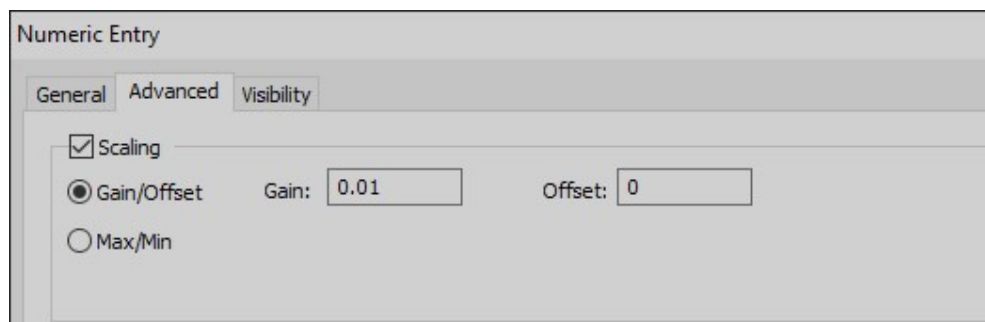 Numeric Entry
General Advanced Visibility
Scaling
Gain/Offset Gain: 0.01 Offset: 0
Max/Min